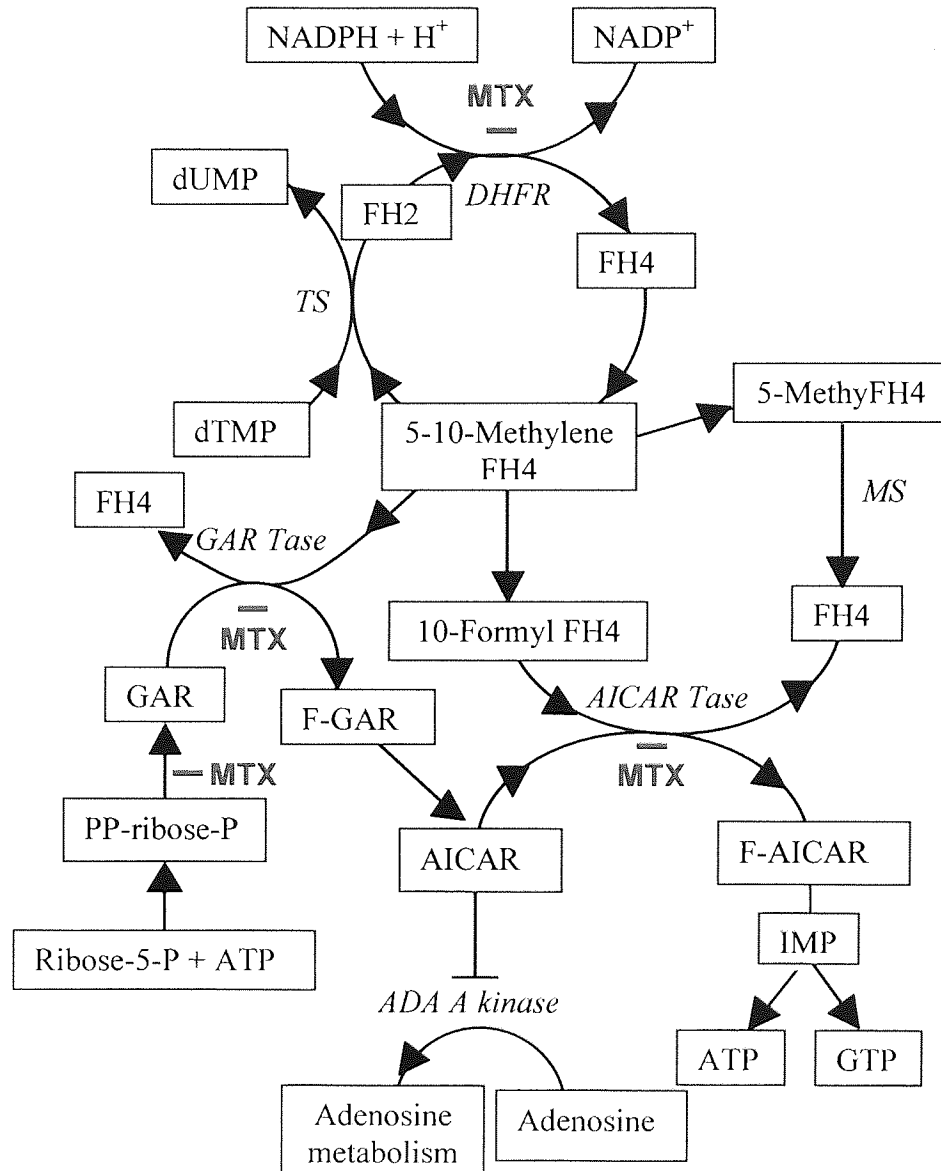 NADPH + H⁺
NADP⁺
MTX
dUMP
FH2
DHFR
FH4
TS
dTMP
5-10-Methylene
FH4
5-MethyFH4
FH4
GAR Tase
MS
MTX
10-Formyl FH4
FH4
GAR
F-GAR
AICAR Tase
MTX
MTX
PP-ribose-P
AICAR
F-AICAR
Ribose-5-P + ATP
IMP
ADA A kinase
ATP
GTP
Adenosine
metabolism
Adenosine